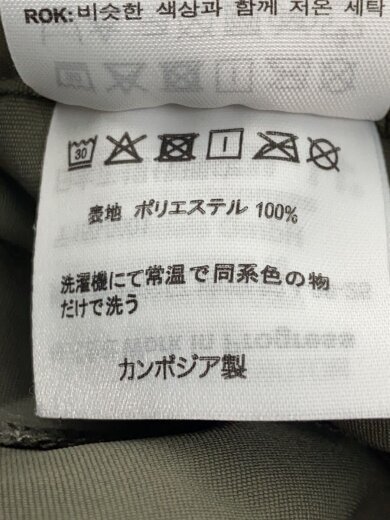 ROK: 비슷한 색상과 함께 저온 세탁
30
表地 ポリエステル 100%
洗濯機にて常温で同系色の物
だけで洗う
カンボジア製